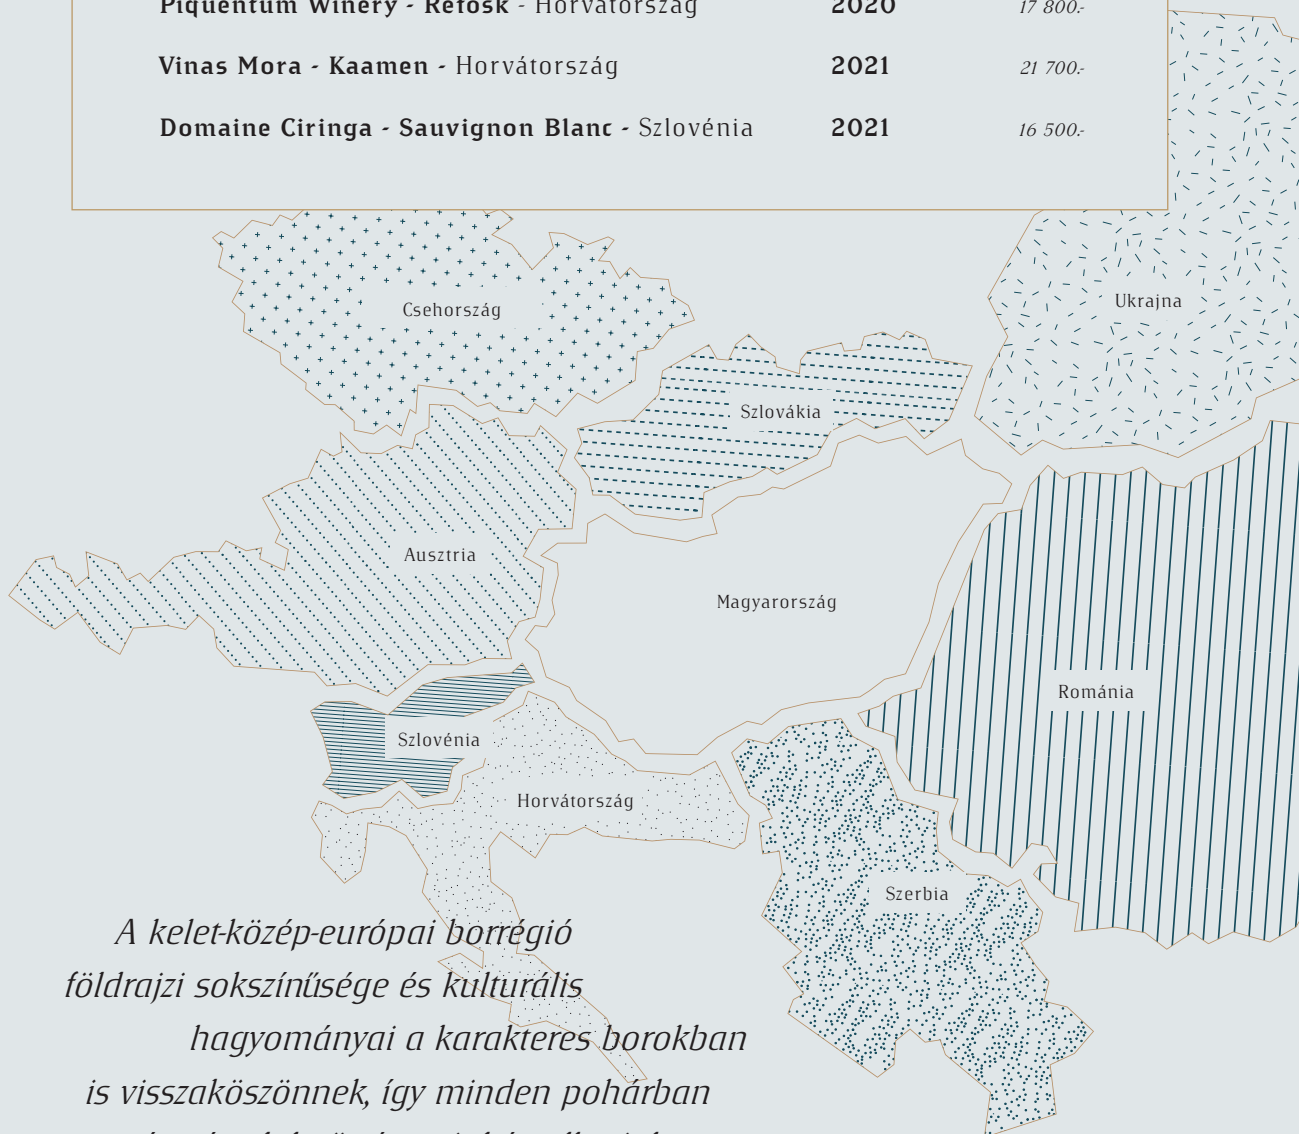 Piquentum Winery - Refosk - Horvátország 2020 17 800.-
Vinas Mora - Kaamen - Horvátország 2021 21 700.-
Domaine Ciringa - Sauvignon Blanc - Szlovénia 2021 16 500.-
Ukrajna
Csehország
Szlovákia
Ausztria
Magyarország
Románia
Szlovénia
Horvátország
Szerbia
A kelet-közép-európai borrégió
földrajzi sokszínűsége és kulturális
hagyományai a karakteres borokban
is visszaköszönnek, így minden pohárban